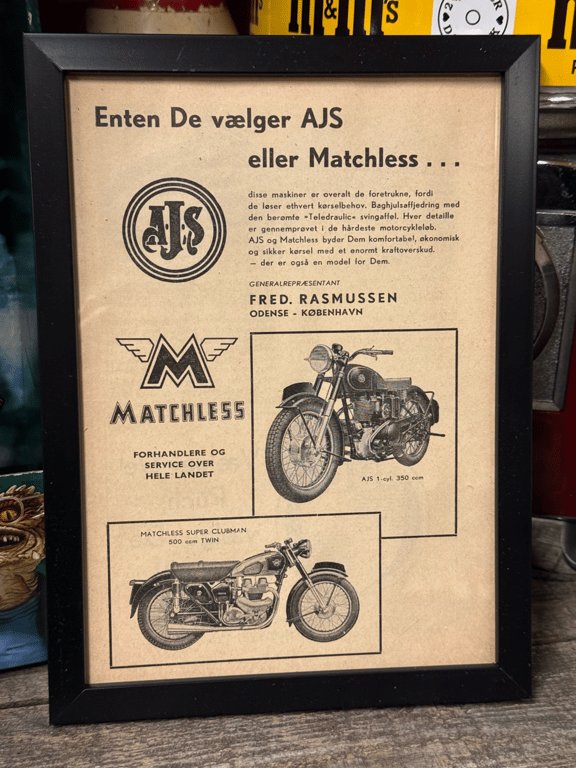 M&M's
Enten De vælger AJS
eller Matchless...
AJS
disse maskiner er overalt de foretrukne, fordi
de løser ethvert kørselbehov. Baghjulsaffjedring med
den berømte »Teledraulic« svingaffel. Hver detaille
er gennemprøvet i de hårdeste motorcykleløb.
AJS og Matchless byder Dem komfortabel, økonomisk
og sikker kørsel med et enormt kraftoverskud.
— der er også en model for Dem.
GENERALREPRÆSENTANT
FRED. RASMUSSEN
ODENSE - KØBENHAVN
M
MATCHLESS
FORHANDLERE OG
SERVICE OVER
HELE LANDET
AJS 1-cyl. 350 ccm
MATCHLESS SUPER CLUBMAN
500 ccm TWIN